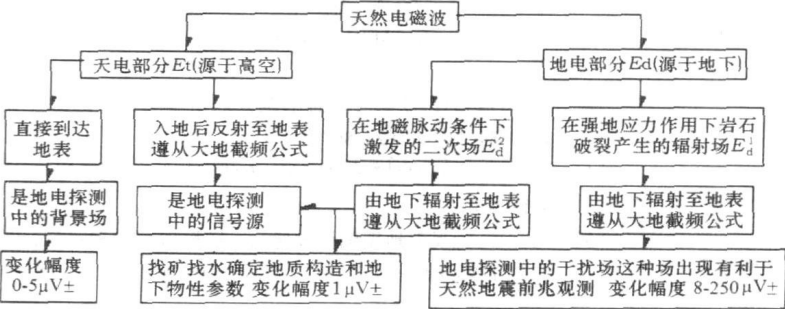 天然电磁波
天电部分Et(源于高空)
地电部分Ed(源于地下)
直接到达
地表
入地后反射至地表
遵从大地截频公式
在地磁脉动条件下
激发的二次场E²d
在强地应力作用下岩石
破裂产生的辐射场E¹d
是地电探测
中的背景场
是地电探测
中的信号源
由地下辐射至地表
遵从大地截频公式
由地下辐射至地表
遵从大地截频公式
变化幅度
0-5μV±
找矿找水确定地质构造和地
下物性参数 变化幅度1μV±
地电探测中的干扰场这种场出现有利于
天然地震前兆观测 变化幅度 8-250μV±